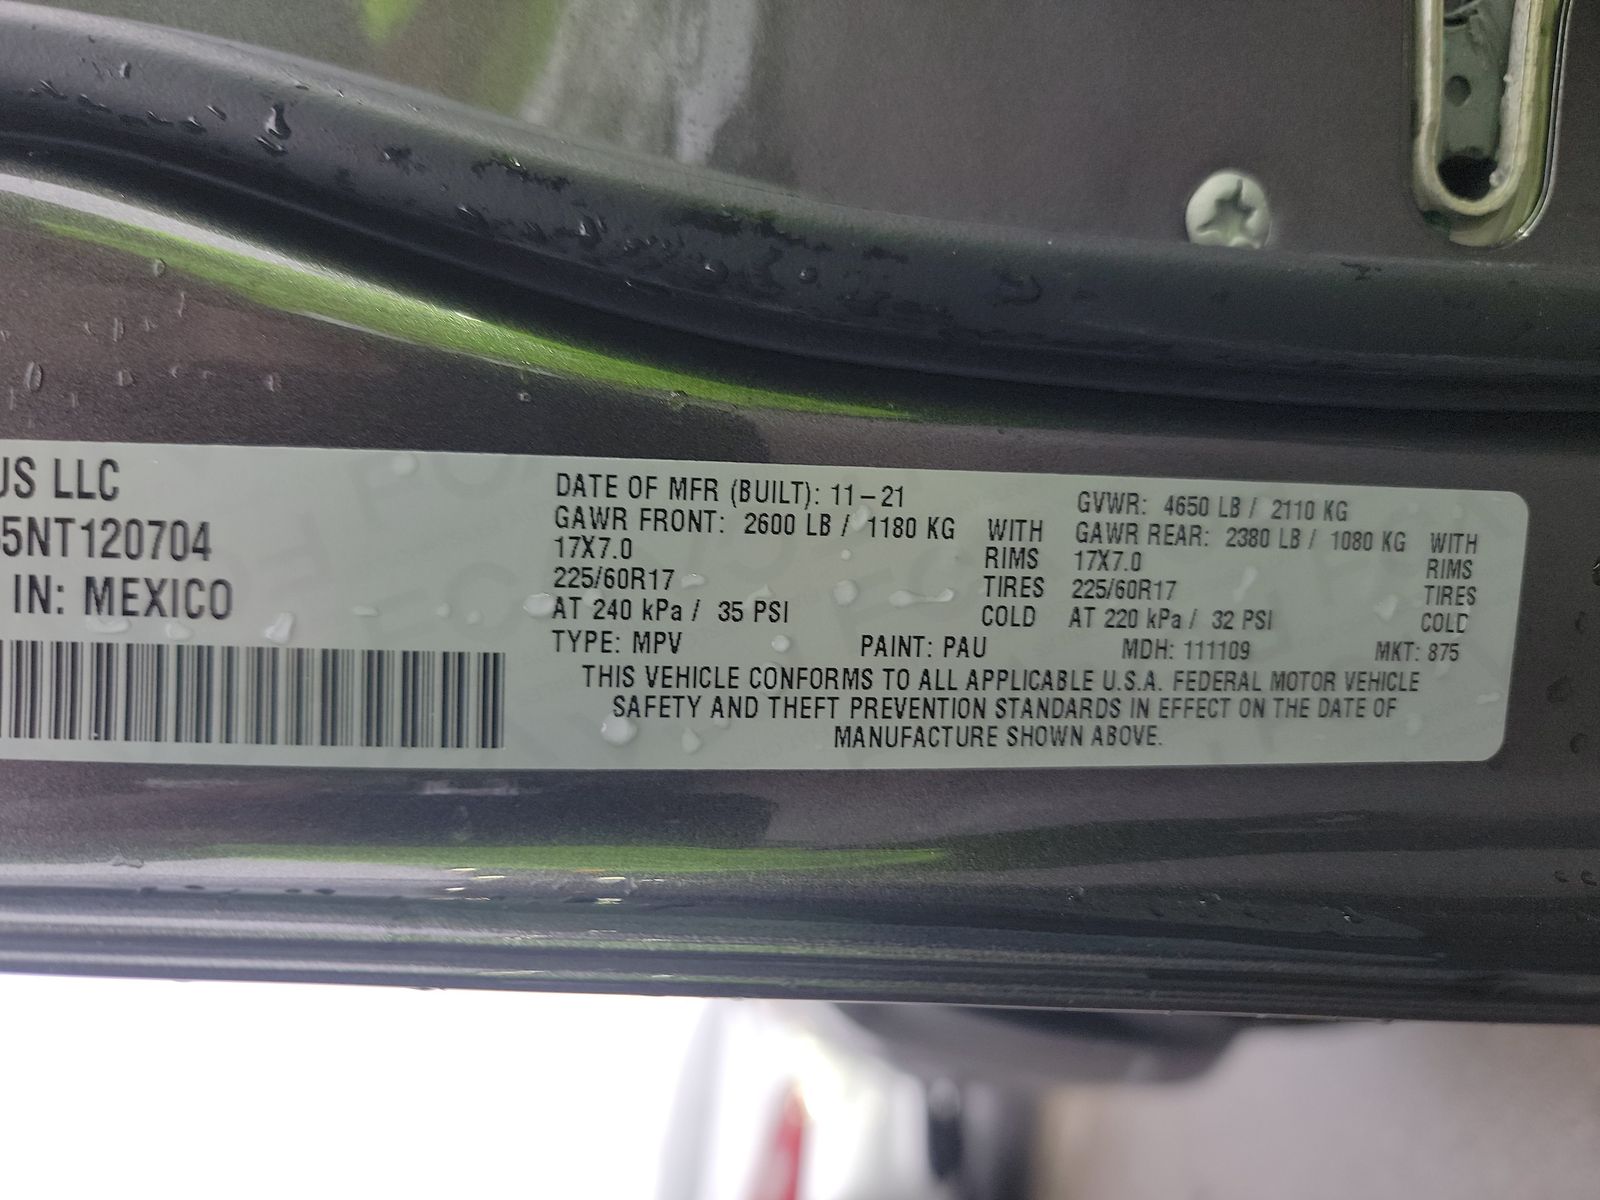 US LLC
5NT120704
IN: MEXICO
DATE OF MFR (BUILT): 11-21
GAWR FRONT: 2600 LB / 1180 KG WITH
17X7.0 RIMS
225/60R17 TIRES
AT 240 kPa / 35 PSI COLD
TYPE: MPV PAINT: PAU MDH: 111109 MKT: 875
GVWR: 4650 LB / 2110 KG
GAWR REAR: 2380 LB / 1080 KG WITH
17X7.0 RIMS
225/60R17 TIRES
AT 220 kPa / 32 PSI COLD
THIS VEHICLE CONFORMS TO ALL APPLICABLE U.S.A. FEDERAL MOTOR VEHICLE
SAFETY AND THEFT PREVENTION STANDARDS IN EFFECT ON THE DATE OF
MANUFACTURE SHOWN ABOVE.